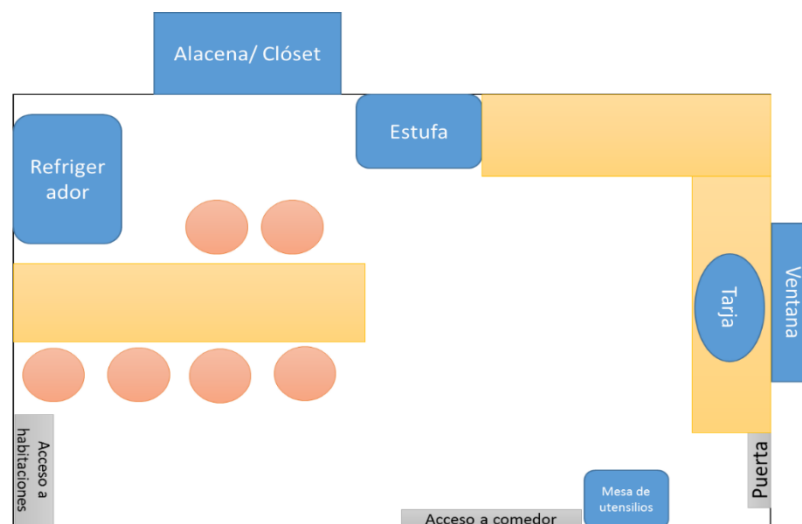 Alacena/ Clóset
Estufa
Refriger
ador
Tarja
Ventana
Acceso a
habitaciones
Puerta
Mesa de
utensilios
Acceso a comedor